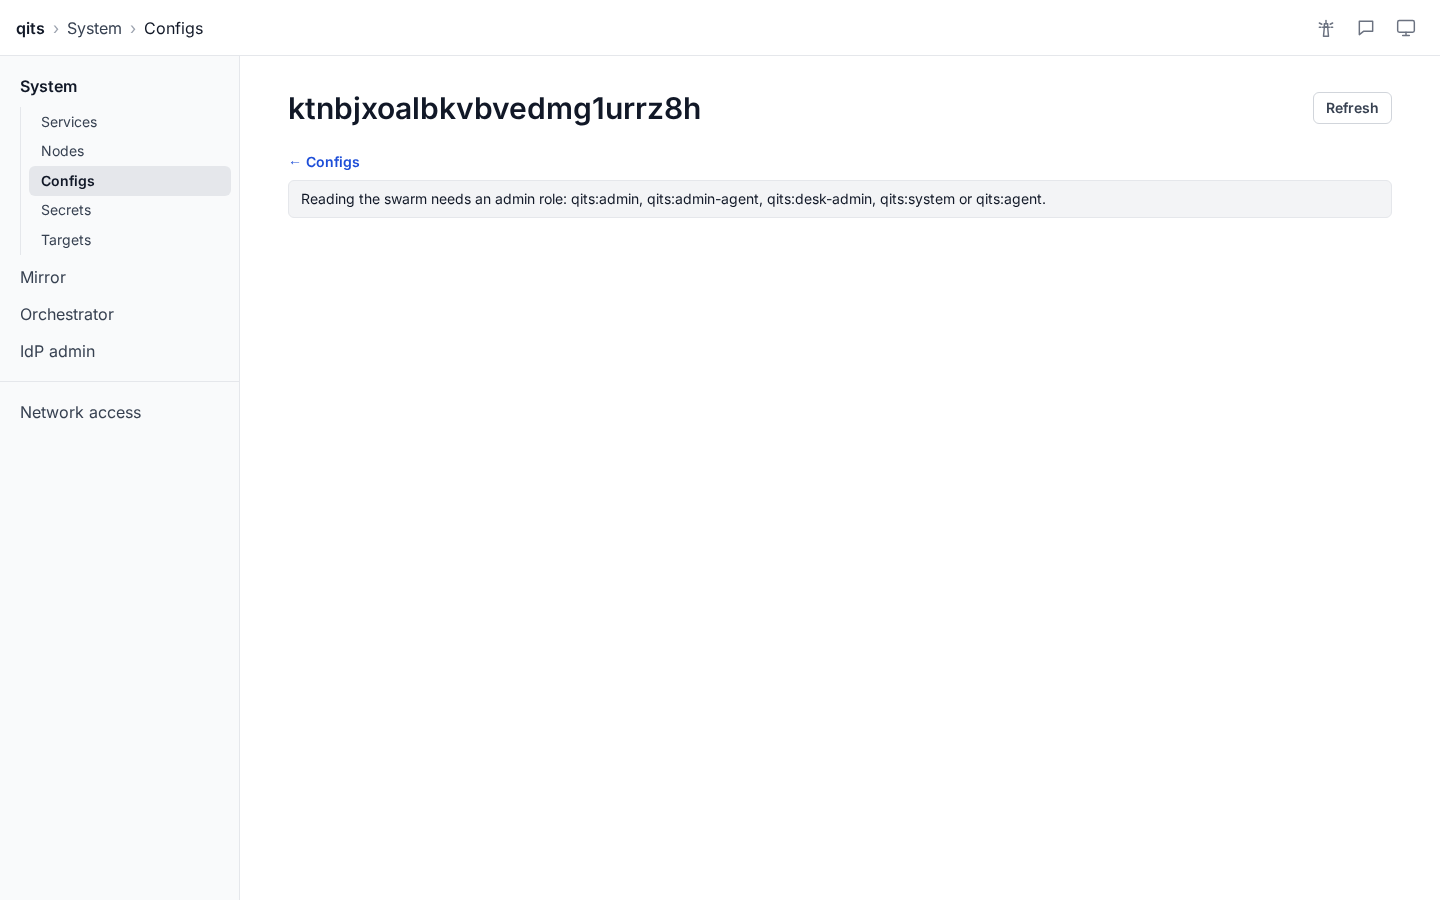 qits › System › Configs
System
Services
Nodes
Configs
Secrets
Targets
Mirror
Orchestrator
IdP admin
Network access
ktnbjxoalbkvbvedmg1urrz8h
Refresh
← Configs
Reading the swarm needs an admin role: qits:admin, qits:admin-agent, qits:desk-admin, qits:system or qits:agent.